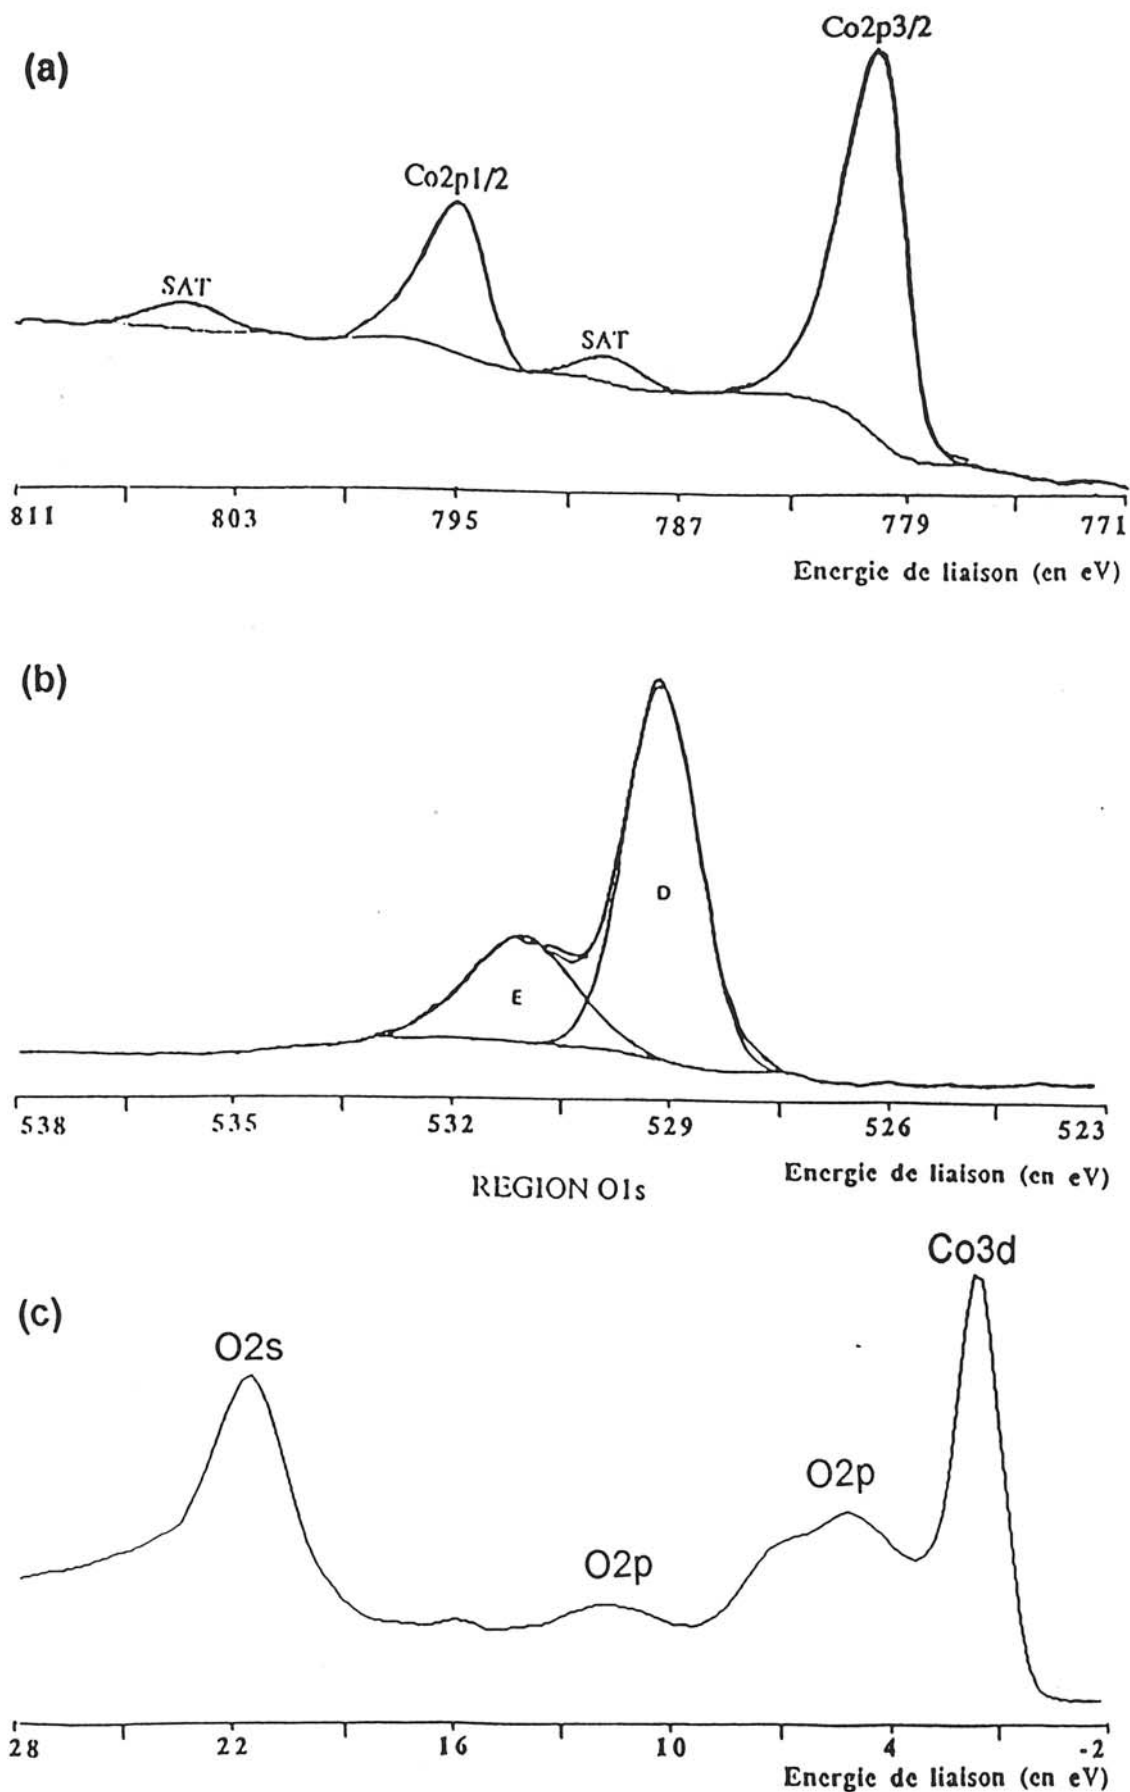 (a)
Co2p3/2
Co2p1/2
SAT
SAT
811 803 795 787 779 771
Energie de liaison (en eV)
(b)
D
E
538 535 532 529 526 523
REGION O1s
Energie de liaison (en eV)
(c)
Co3d
O2s
O2p
O2p
28 22 16 10 4 -2
Energie de liaison (en eV)